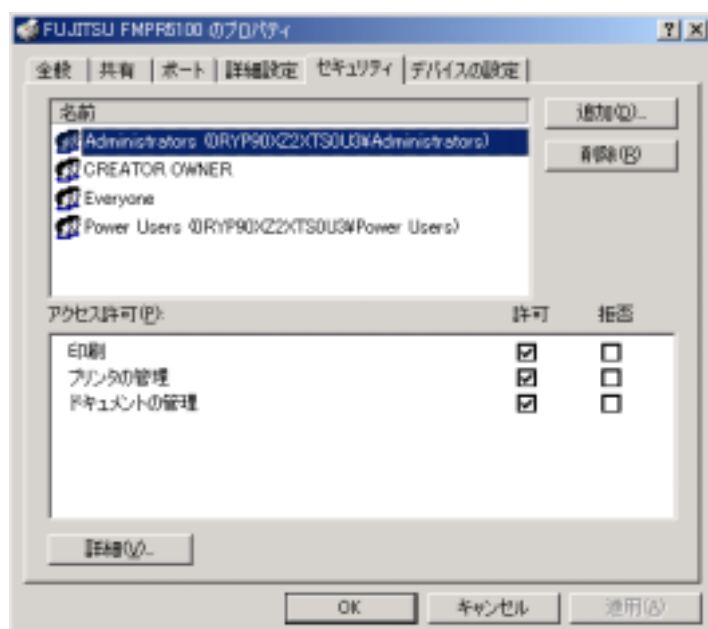 FUJITSU FMPR5100 のプロパティ
全般 共有 ポート 詳細設定 セキュリティ デバイスの設定
名前
追加(D)...
Administrators (0RYP90XZ2XTS0U3¥Administrators)
削除(R)
CREATOR OWNER
Everyone
Power Users (0RYP90XZ2XTS0U3¥Power Users)
アクセス許可(P): 許可 拒否
印刷
プリンタの管理
ドキュメントの管理
詳細(V)...
OK キャンセル 適用(A)